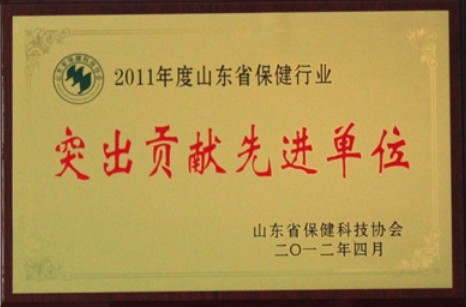 2011年度山东省保健行业
突出贡献先进单位
山东省保健科技协会
二〇一二年四月